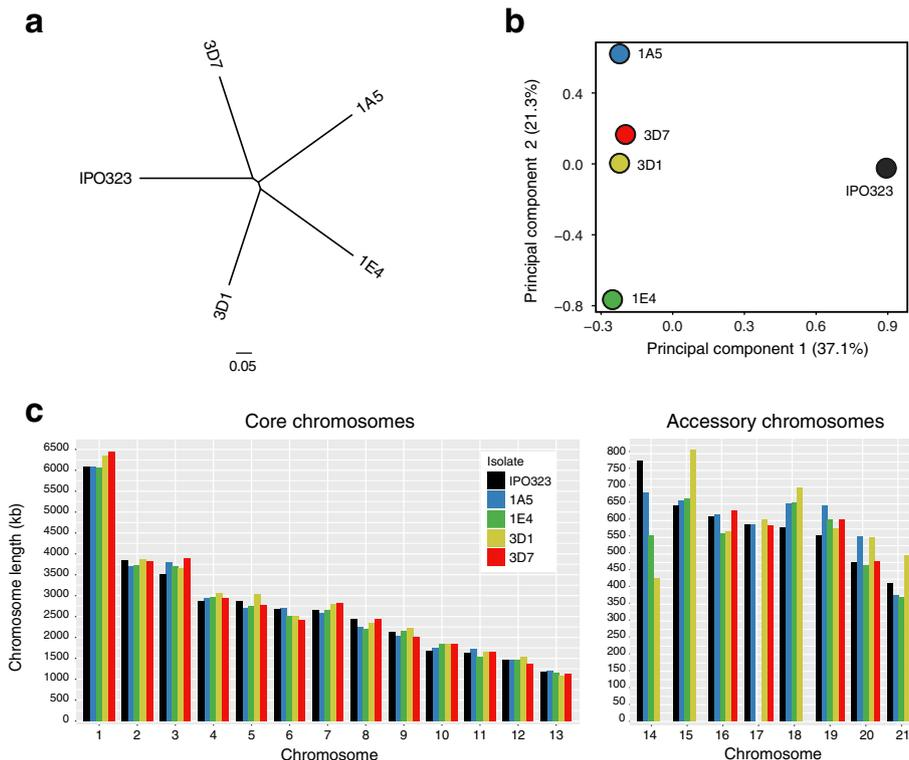 a
3D7
1A5
IPO323
1E4
3D1
0.05
b
Principal component 2 (21.3%)
0.4
0.0
−0.4
−0.8
1A5
3D7
3D1
IPO323
1E4
−0.3 0.0 0.3 0.6 0.9
Principal component 1 (37.1%)
c
Core chromosomes
Chromosome length (kb)
6500
6000
5500
5000
4500
4000
3500
3000
2500
2000
1500
1000
500
0
Isolate
IPO323
1A5
1E4
3D1
3D7
1 2 3 4 5 6 7 8 9 10 11 12 13
Chromosome
Accessory chromosomes
800
750
700
650
600
550
500
450
400
350
300
250
200
150
100
50
0
14 15 16 17 18 19 20 21
Chromosome